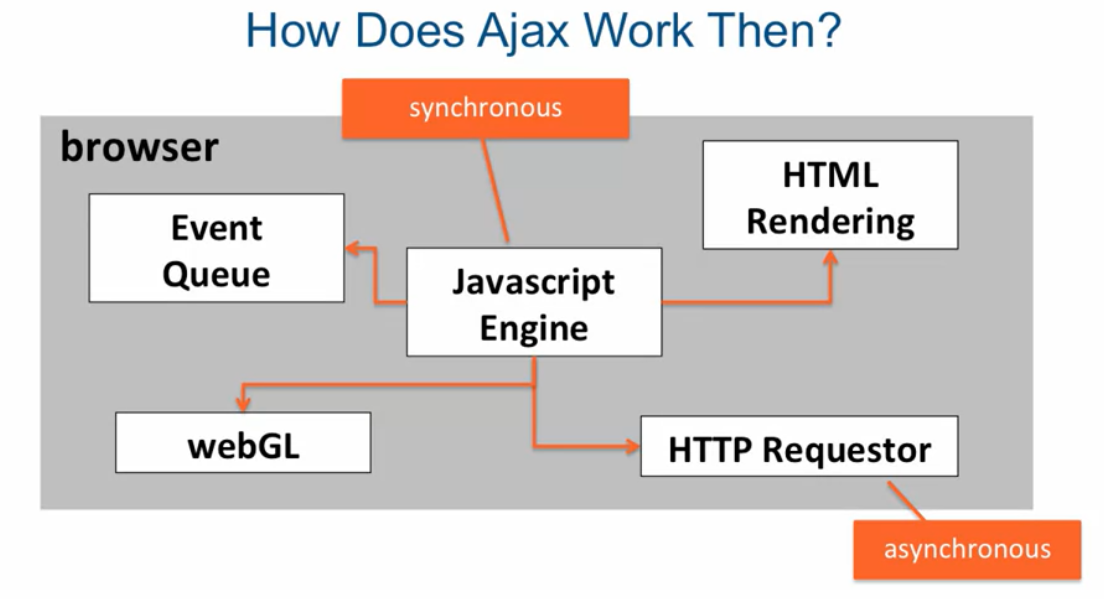 How Does Ajax Work Then?
synchronous
browser
HTML
Rendering
Event
Queue
Javascript
Engine
webGL
HTTP Requestor
asynchronous